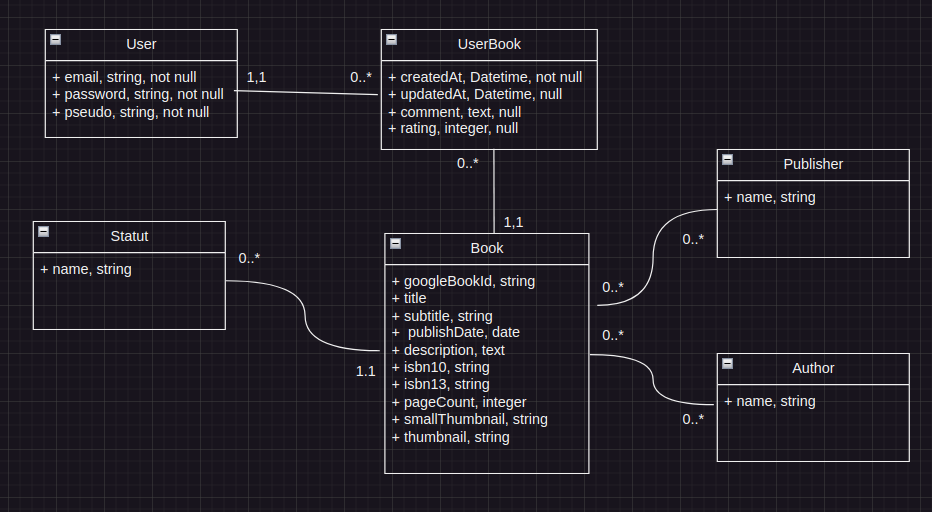 User
+ email, string, not null
+ password, string, not null
+ pseudo, string, not null
1,1
0..*
UserBook
+ createdAt, Datetime, not null
+ updatedAt, Datetime, null
+ comment, text, null
+ rating, integer, null
0..*
1,1
Publisher
+ name, string
0..*
0..*
Statut
+ name, string
0..*
1.1
Book
+ googleBookId, string
+ title
+ subtitle, string
+ publishDate, date
+ description, text
+ isbn10, string
+ isbn13, string
+ pageCount, integer
+ smallThumbnail, string
+ thumbnail, string
0..*
0..*
Author
+ name, string